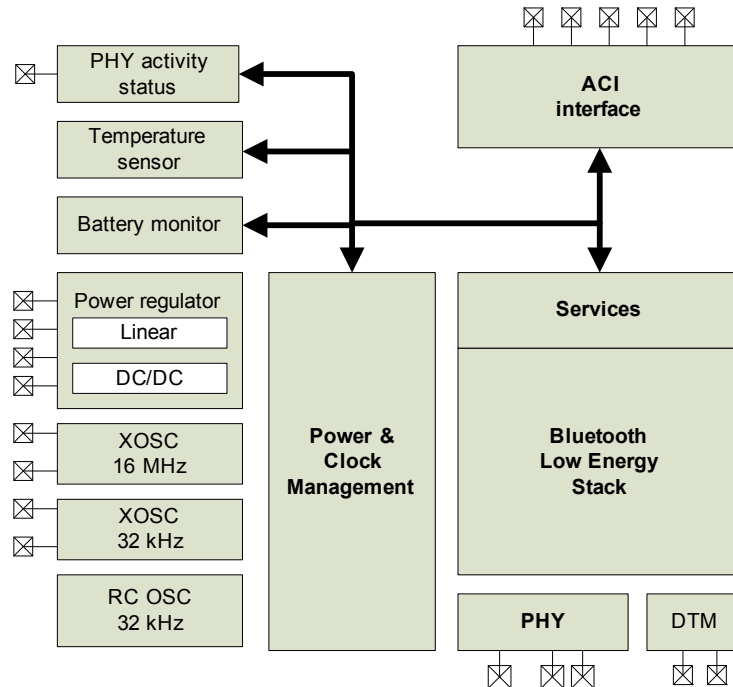 PHY activity
status
Temperature
sensor
Battery monitor
Power regulator
Linear
DC/DC
XOSC
16 MHz
XOSC
32 kHz
RC OSC
32 kHz
Power &
Clock
Management
ACI
interface
Services
Bluetooth
Low Energy
Stack
PHY
DTM